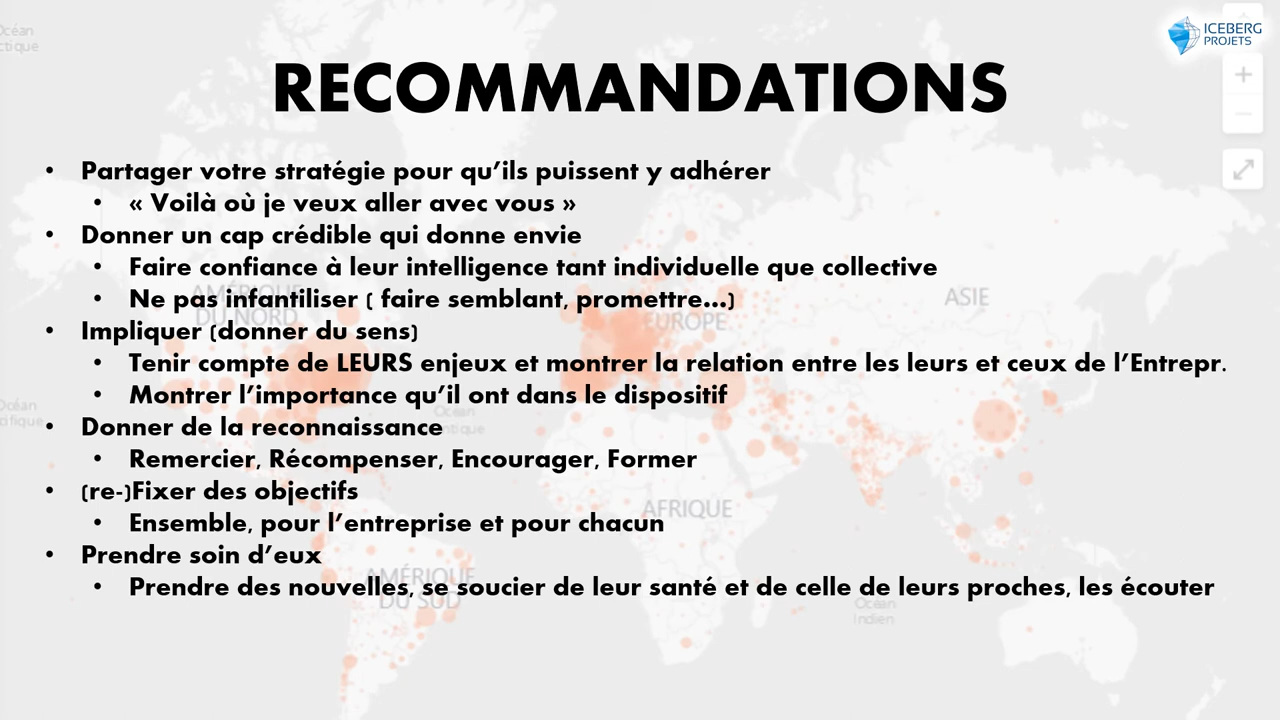 Océan
ctique
ICEBERG
PROJETS
RECOMMANDATIONS
• Partager votre stratégie pour qu’ils puissent y adhérer
• « Voilà où je veux aller avec vous »
• Donner un cap crédible qui donne envie
• Faire confiance à leur intelligence tant individuelle que collective
• Ne pas infantiliser ( faire semblant, promettre…)
• Impliquer (donner du sens)
• Tenir compte de LEURS enjeux et montrer la relation entre les leurs et ceux de l’Entrepr.
• Montrer l’importance qu’il ont dans le dispositif
• Donner de la reconnaissance
• Remercier, Récompenser, Encourager, Former
• (re-)Fixer des objectifs
• Ensemble, pour l’entreprise et pour chacun
• Prendre soin d’eux
• Prendre des nouvelles, se soucier de leur santé et de celle de leurs proches, les écouter
AMÉRIQUE
DU NORD
EUROPE
ASIE
Océan
cifique
Océan
ntique
AFRIQUE
AMÉRIQUE
DU SUD
Océan
Indien